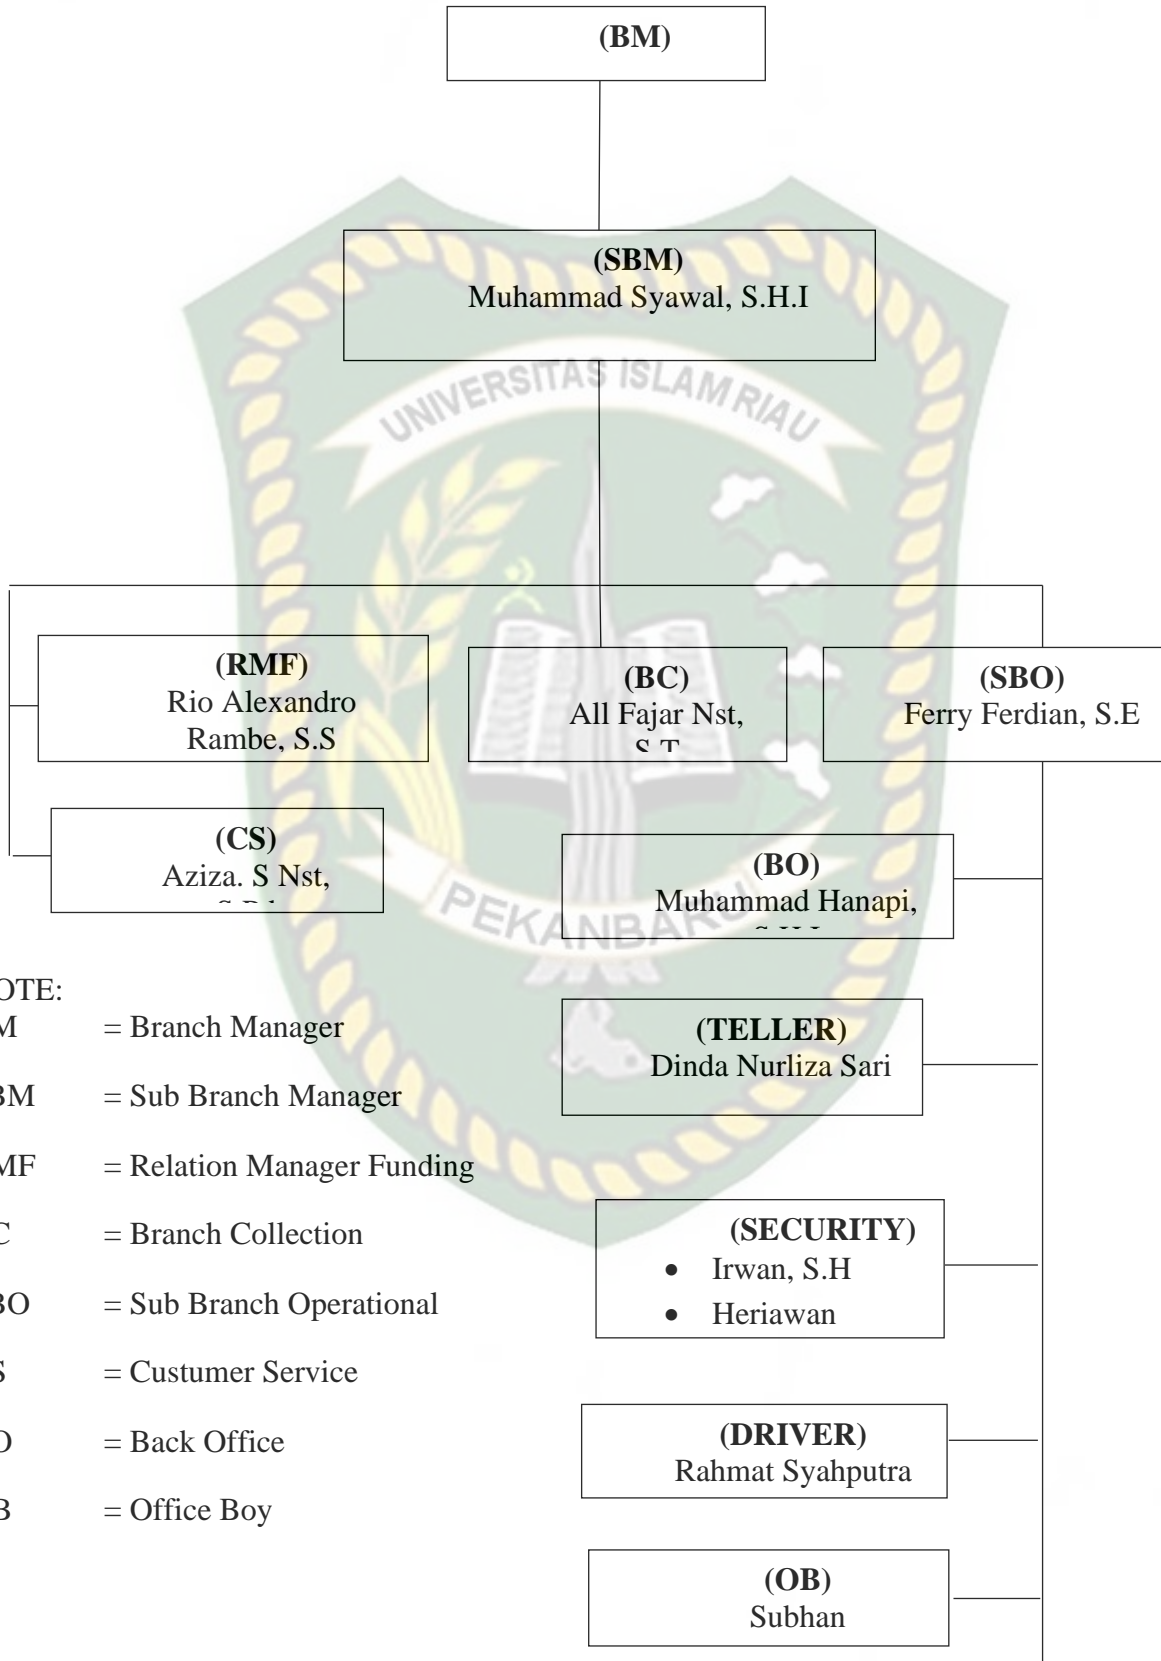 (BM)
(SBM)
Muhammad Syawal, S.H.I
UNIVERSITAS ISLAM RIAU
(RMF)
Rio Alexandro
Rambe, S.S
(BC)
All Fajar Nst,
S.T
(SBO)
Ferry Ferdian, S.E
(CS)
Aziza. S Nst,
(BO)
Muhammad Hanapi,
PEKANBARU
OTE:
M = Branch Manager
BM = Sub Branch Manager
MF = Relation Manager Funding
C = Branch Collection
BO = Sub Branch Operational
S = Custumer Service
O = Back Office
B = Office Boy
(TELLER)
Dinda Nurliza Sari
(SECURITY)
• Irwan, S.H
• Heriawan
(DRIVER)
Rahmat Syahputra
(OB)
Subhan